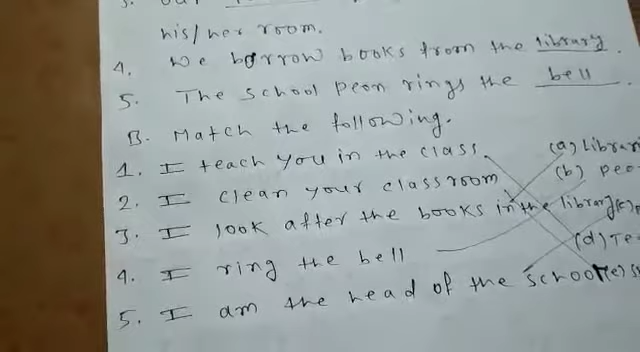 his/her room.
4. We borrow books from the library.
5. The school peon rings the bell.
B. Match the following.
1. I teach you in the class.
(a) Librari
2. I clean your classroom
(b) Peo
3. I look after the books in the library
(c)
4. I ring the bell
(d) Te
5. I am the head of the school
(e)